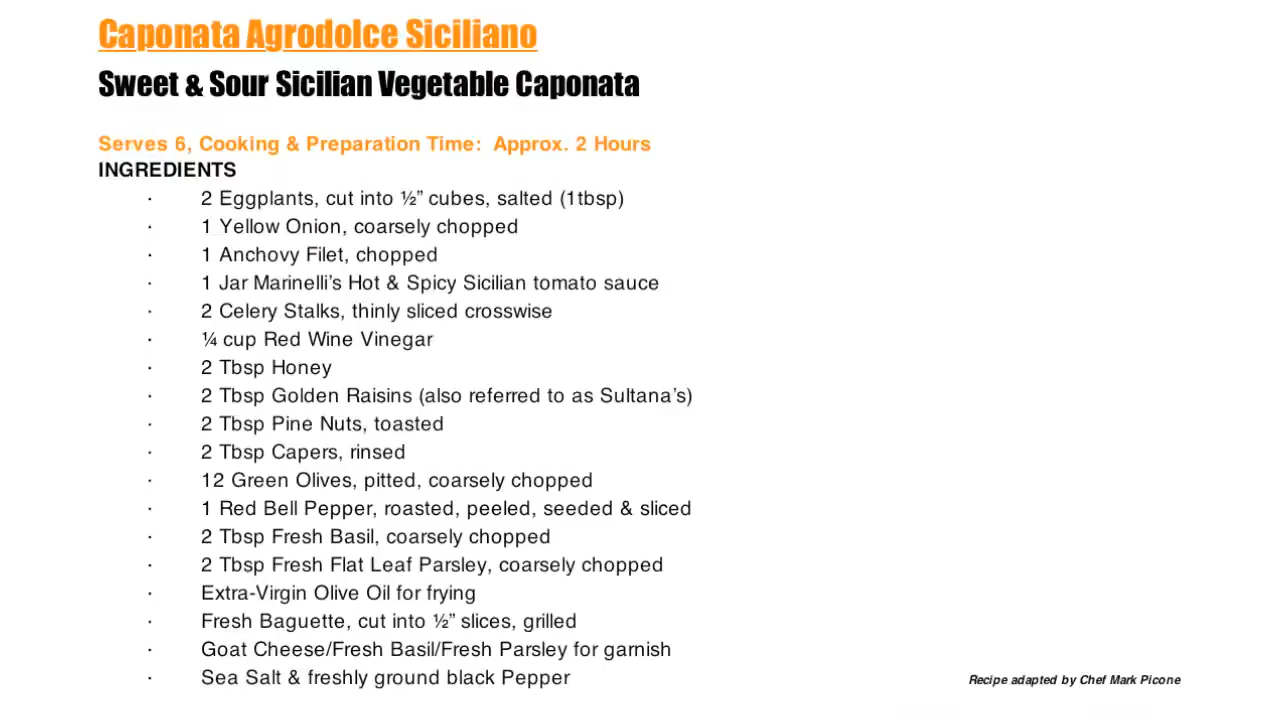 Caponata Agrodolce Siciliano
Sweet & Sour Sicilian Vegetable Caponata
Serves 6, Cooking & Preparation Time:  Approx. 2 Hours
INGREDIENTS
· 2 Eggplants, cut into ½” cubes, salted (1tbsp)
· 1 Yellow Onion, coarsely chopped
· 1 Anchovy Filet, chopped
· 1 Jar Marinelli’s Hot & Spicy Sicilian tomato sauce
· 2 Celery Stalks, thinly sliced crosswise
· ¼ cup Red Wine Vinegar
· 2 Tbsp Honey
· 2 Tbsp Golden Raisins (also referred to as Sultana’s)
· 2 Tbsp Pine Nuts, toasted
· 2 Tbsp Capers, rinsed
· 12 Green Olives, pitted, coarsely chopped
· 1 Red Bell Pepper, roasted, peeled, seeded & sliced
· 2 Tbsp Fresh Basil, coarsely chopped
· 2 Tbsp Fresh Flat Leaf Parsley, coarsely chopped
· Extra-Virgin Olive Oil for frying
· Fresh Baguette, cut into ½” slices, grilled
· Goat Cheese/Fresh Basil/Fresh Parsley for garnish
· Sea Salt & freshly ground black Pepper
Recipe adapted by Chef Mark Picone